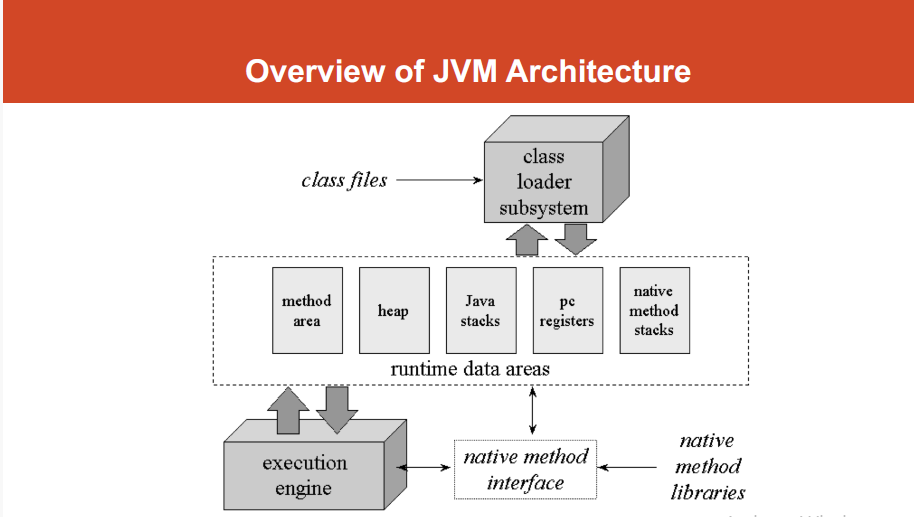 Overview of JVM Architecture
class files
class
loader
subsystem
method
area
heap
Java
stacks
pc
registers
native
method
stacks
runtime data areas
execution
engine
native method
interface
native
method
libraries